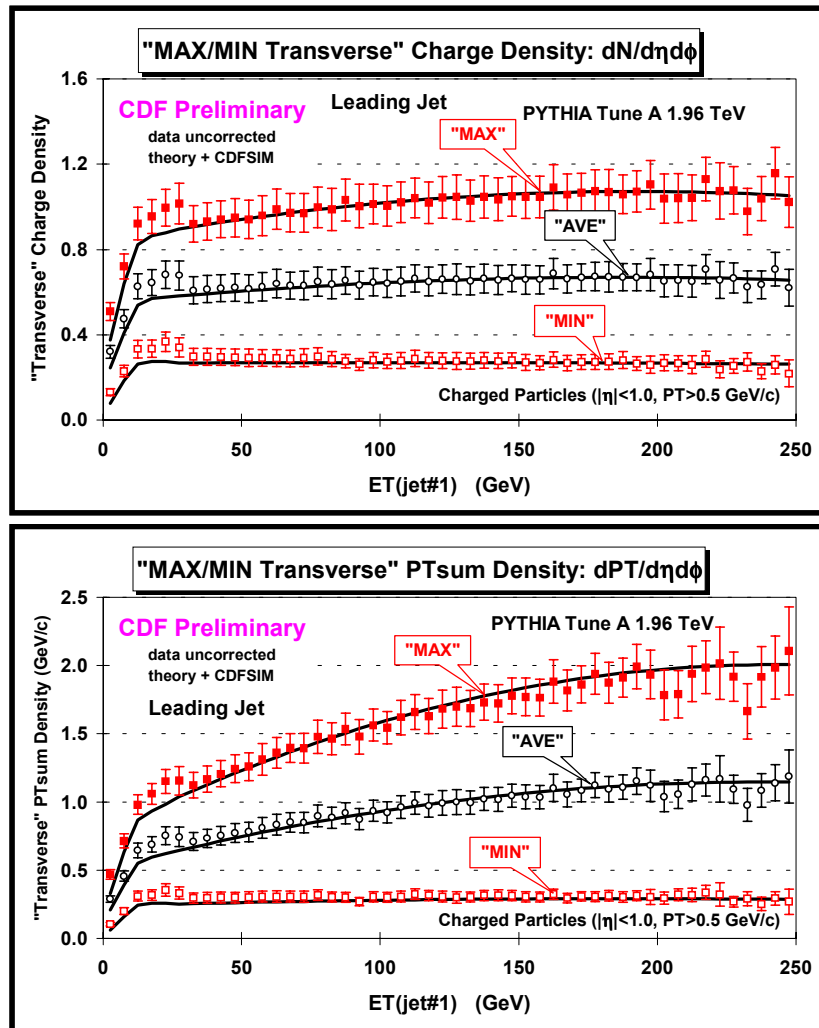 "MAX/MIN Transverse" Charge Density: dN/dηdϕ
1.6
1.2
0.8
0.4
0.0
"Transverse" Charge Density
CDF Preliminary
data uncorrected
theory + CDFSIM
Leading Jet
PYTHIA Tune A 1.96 TeV
"MAX"
"AVE"
"MIN"
Charged Particles (|η|<1.0, PT>0.5 GeV/c)
0 50 100 150 200 250
ET(jet#1) (GeV)
"MAX/MIN Transverse" PTsum Density: dPT/dηdϕ
2.5
2.0
1.5
1.0
0.5
0.0
"Transverse" PTsum Density (GeV/c)
CDF Preliminary
data uncorrected
theory + CDFSIM
Leading Jet
PYTHIA Tune A 1.96 TeV
"MAX"
"AVE"
"MIN"
Charged Particles (|η|<1.0, PT>0.5 GeV/c)
0 50 100 150 200 250
ET(jet#1) (GeV)